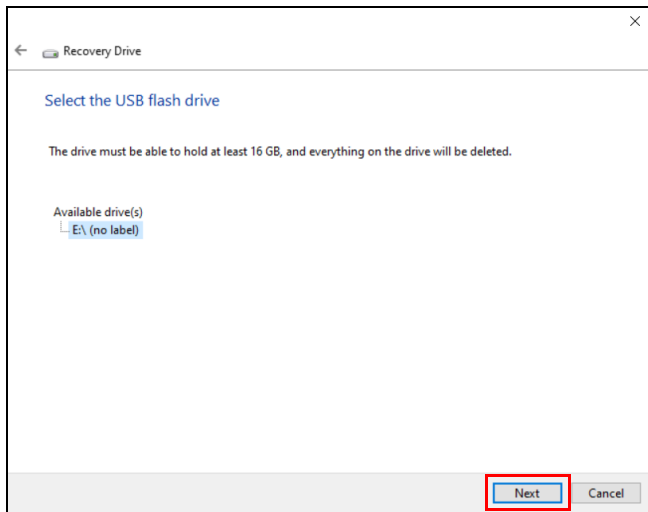 Recovery Drive
Select the USB flash drive
The drive must be able to hold at least 16 GB, and everything on the drive will be deleted.
Available drive(s)
E:\ (no label)
Next Cancel